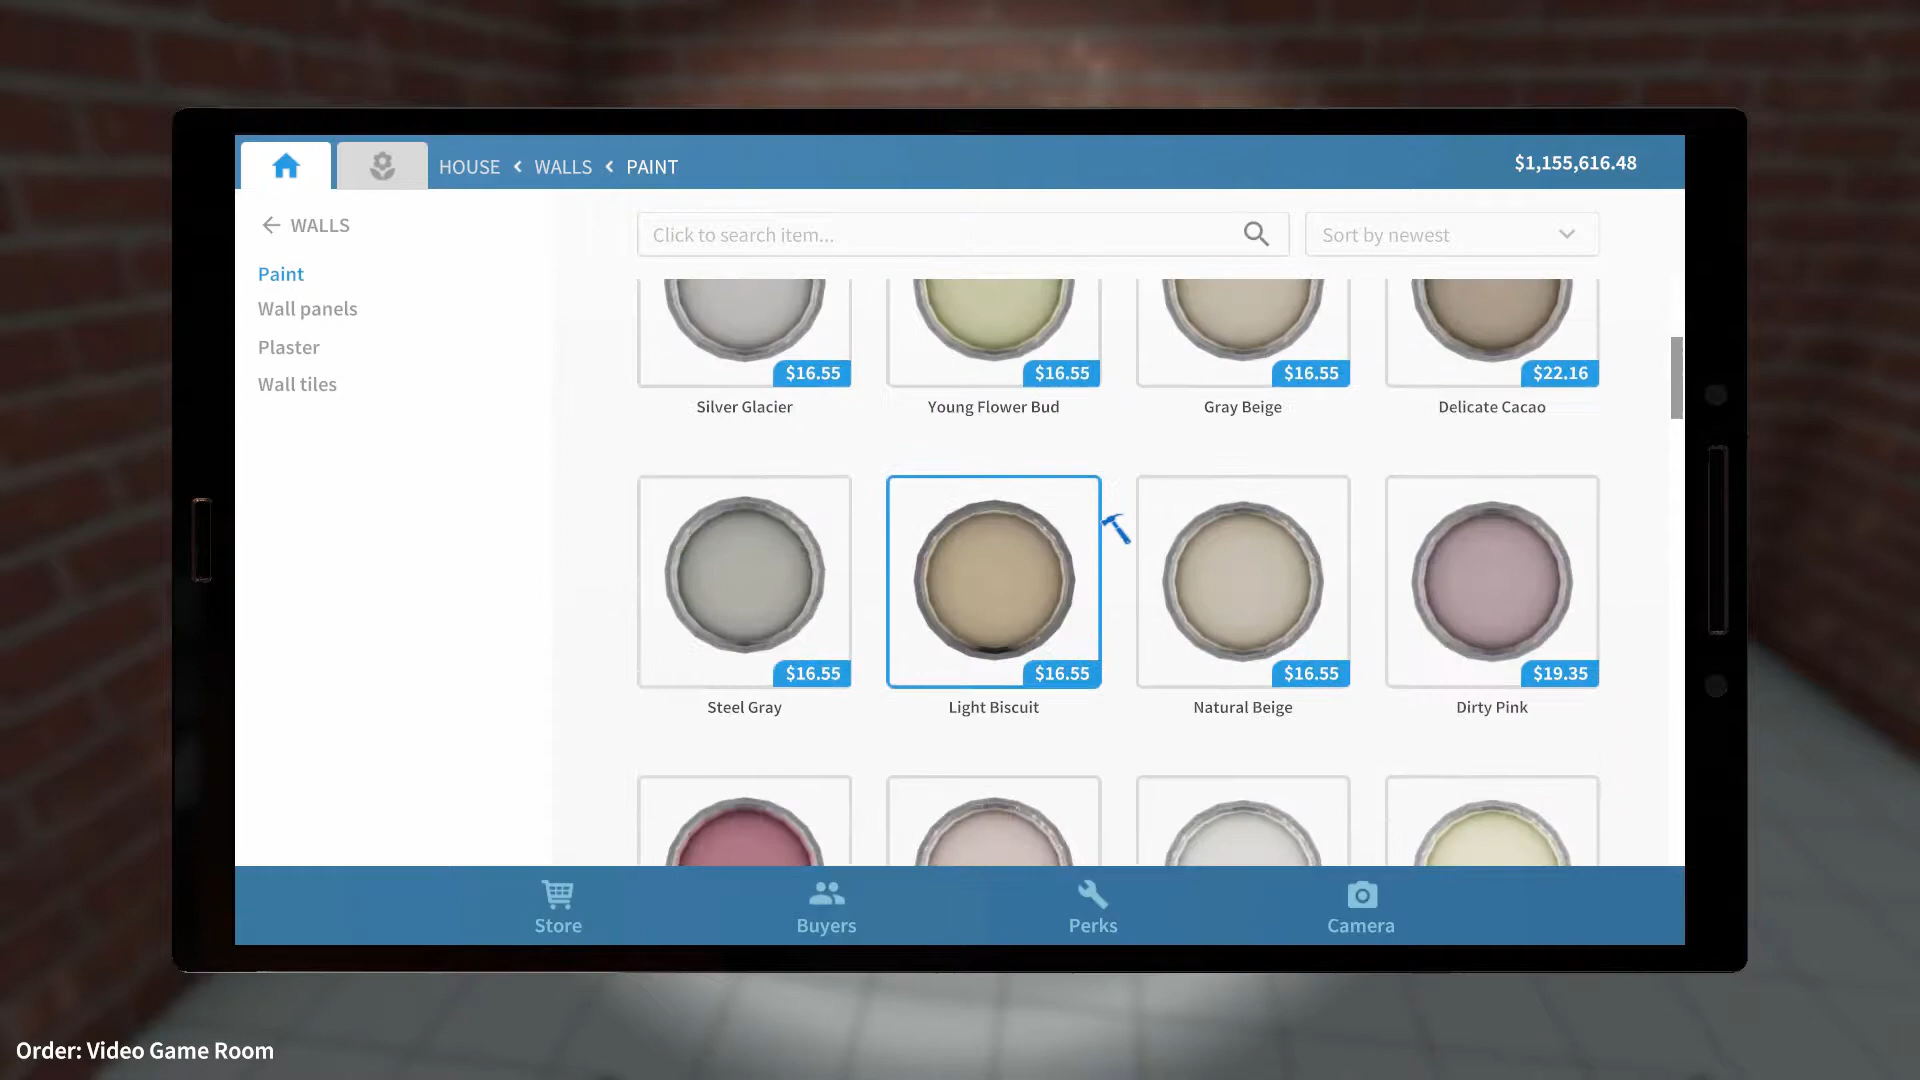 HOUSE < WALLS < PAINT
$1,155,616.48
WALLS
Click to search item...
Sort by newest
Paint
Wall panels
Plaster
Wall tiles
$16.55
$16.55
$16.55
$22.16
Silver Glacier
Young Flower Bud
Gray Beige
Delicate Cacao
$16.55
$16.55
$16.55
$19.35
Steel Gray
Light Biscuit
Natural Beige
Dirty Pink
Store
Buyers
Perks
Camera
Order: Video Game Room